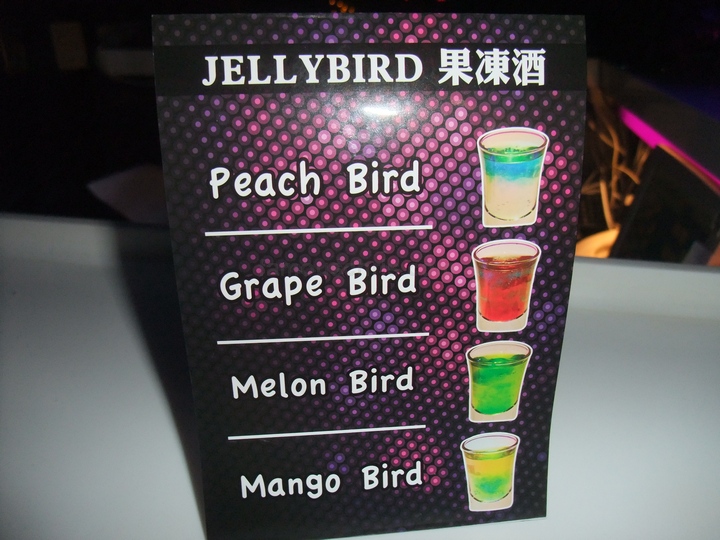 JELLYBIRD 果凍酒
Peach Bird
Grape Bird
Melon Bird
Mango Bird